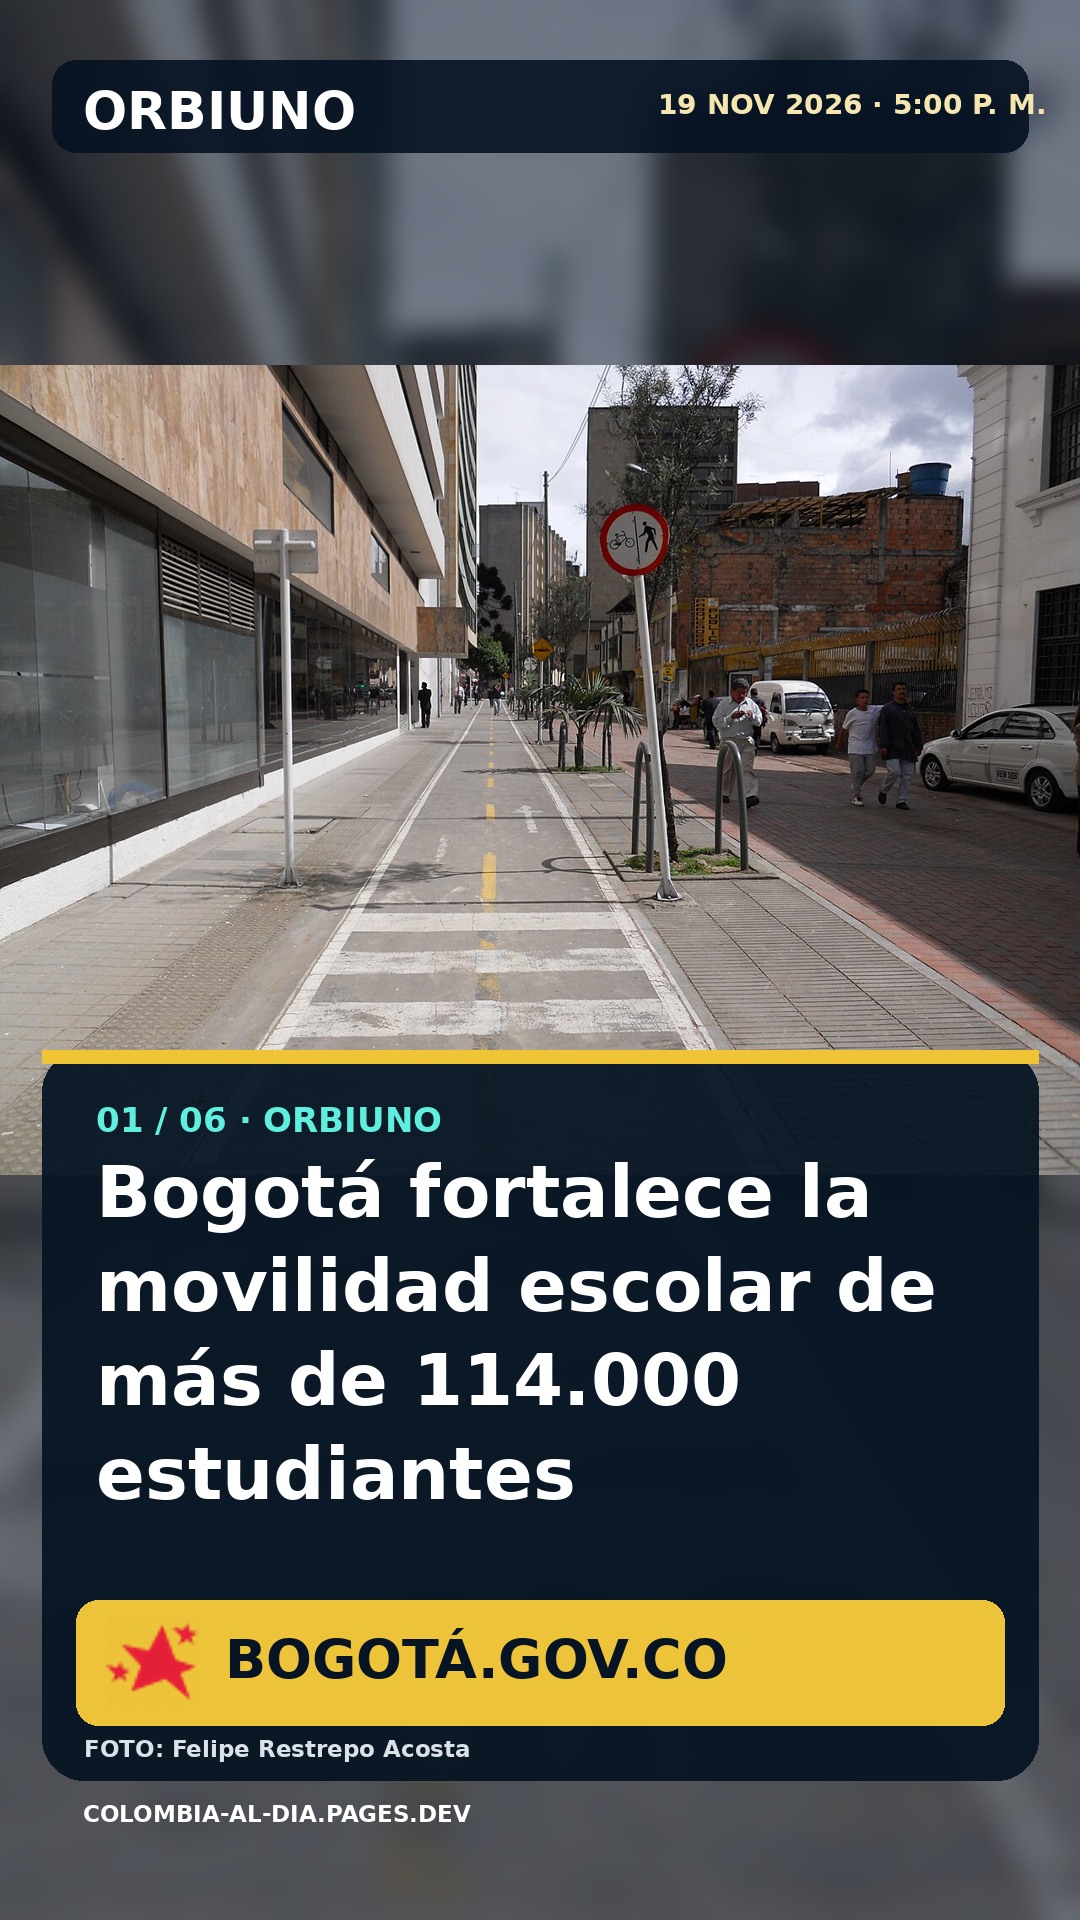 ORBIUNO
19 NOV 2026 · 5:00 P. M.
01 / 06 · ORBIUNO
Bogotá fortalece la
movilidad escolar de
más de 114.000
estudiantes
BOGOTÁ.GOV.CO
FOTO: Felipe Restrepo Acosta
COLOMBIA-AL-DIA.PAGES.DEV